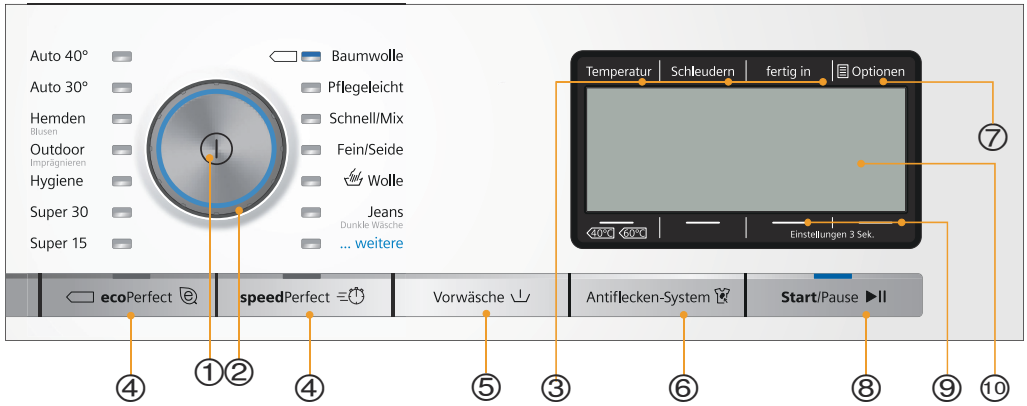 Auto 40°
Auto 30°
Hemden
Blusen
Outdoor
Imprägnieren
Hygiene
Super 30
Super 15
Baumwolle
Pflegeleicht
Schnell/Mix
Fein/Seide
Wolle
Jeans
Dunkle Wäsche
... weitere
Temperatur
Schleudern
fertig in
Optionen
40°C 60°C
Einstellungen 3 Sek.
ecoPerfect e
speedPerfect
Vorwäsche
Antiflecken-System
Start/Pause
④
①
②
④
⑤
③
⑥
⑧
⑨
⑩
⑦